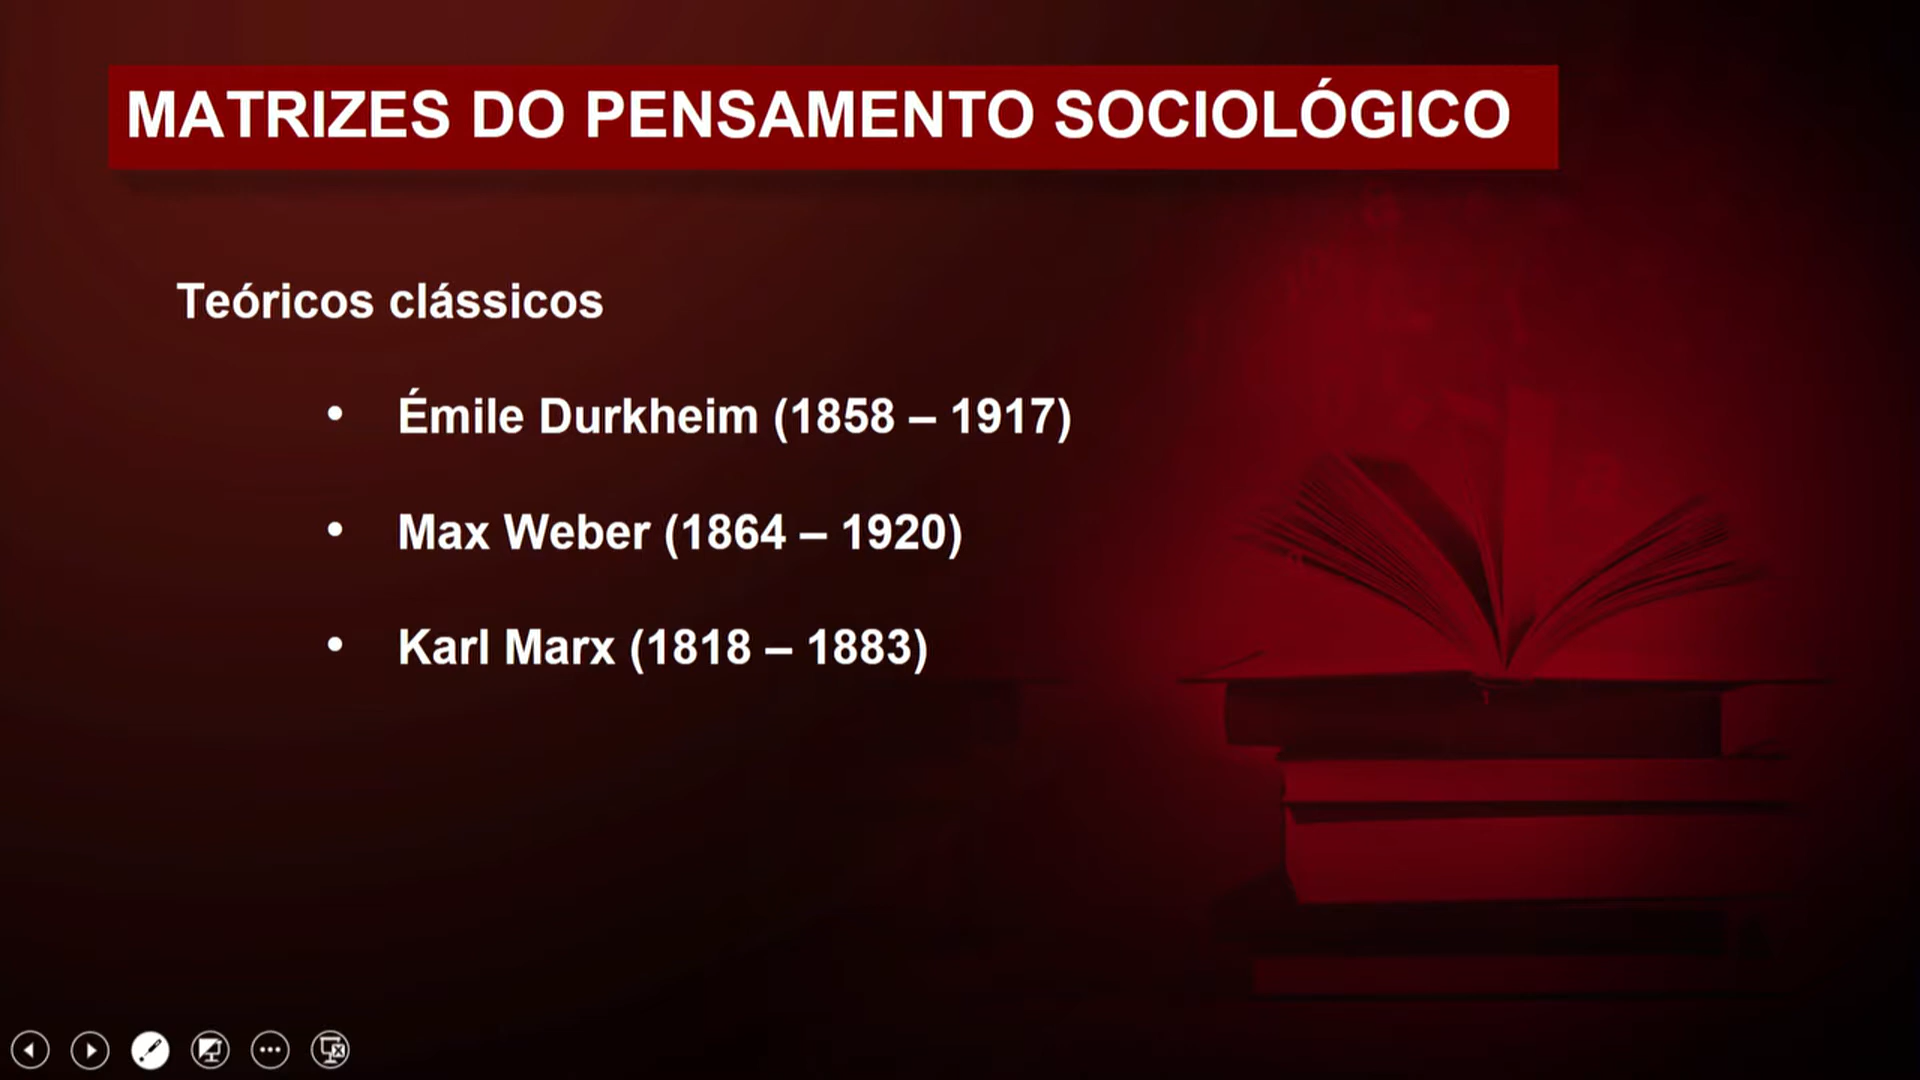 MATRIZES DO PENSAMENTO SOCIOLÓGICO
Teóricos clássicos
• Émile Durkheim (1858 – 1917)
• Max Weber (1864 – 1920)
• Karl Marx (1818 – 1883)